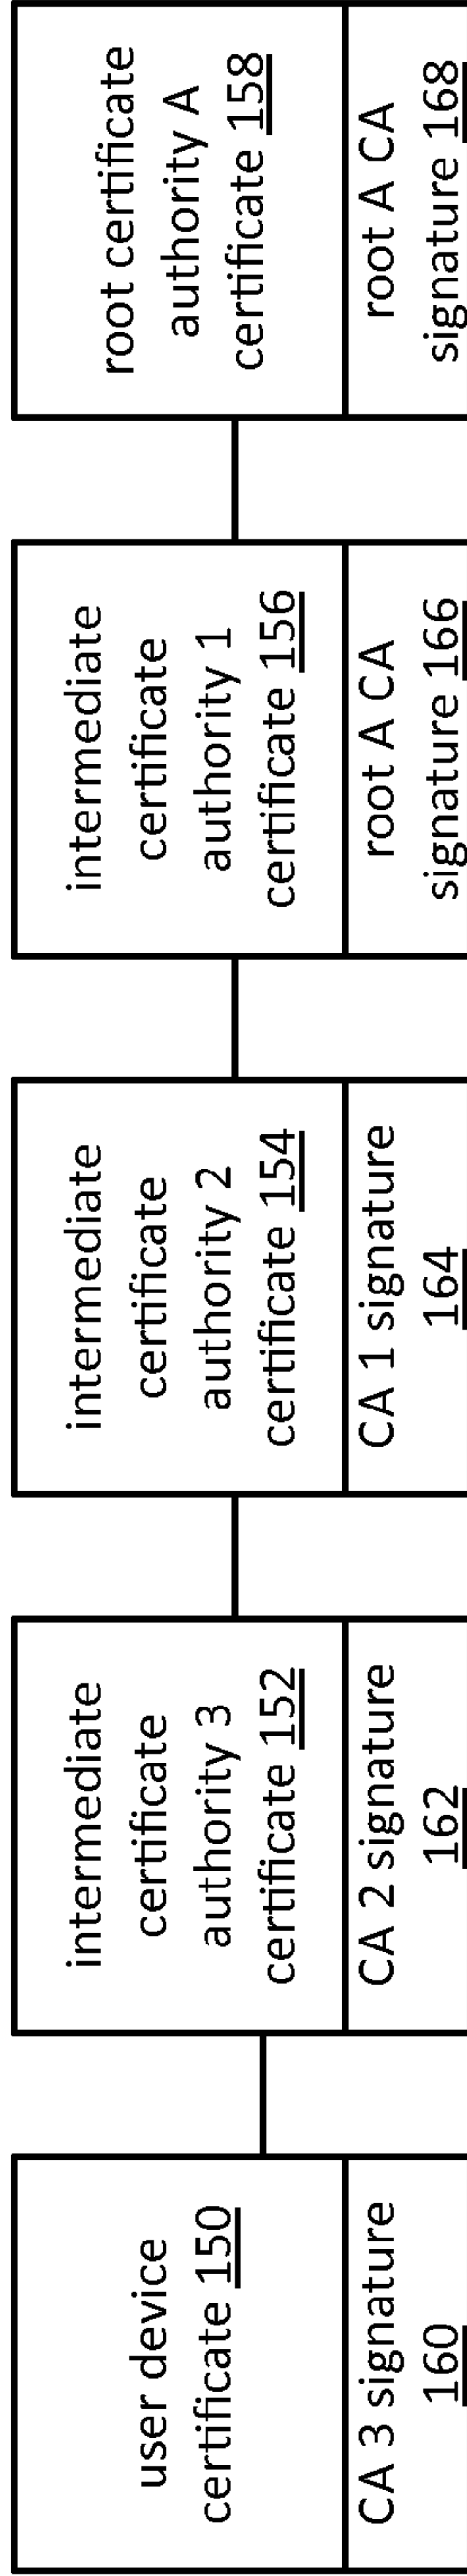 user device
certificate 150
CA 3 signature
160
intermediate
certificate
authority 3
certificate 152
CA 2 signature
162
intermediate
certificate
authority 2
certificate 154
CA 1 signature
164
intermediate
certificate
authority 1
certificate 156
root A CA
signature 166
root certificate
authority A
certificate 158
root A CA
signature 168